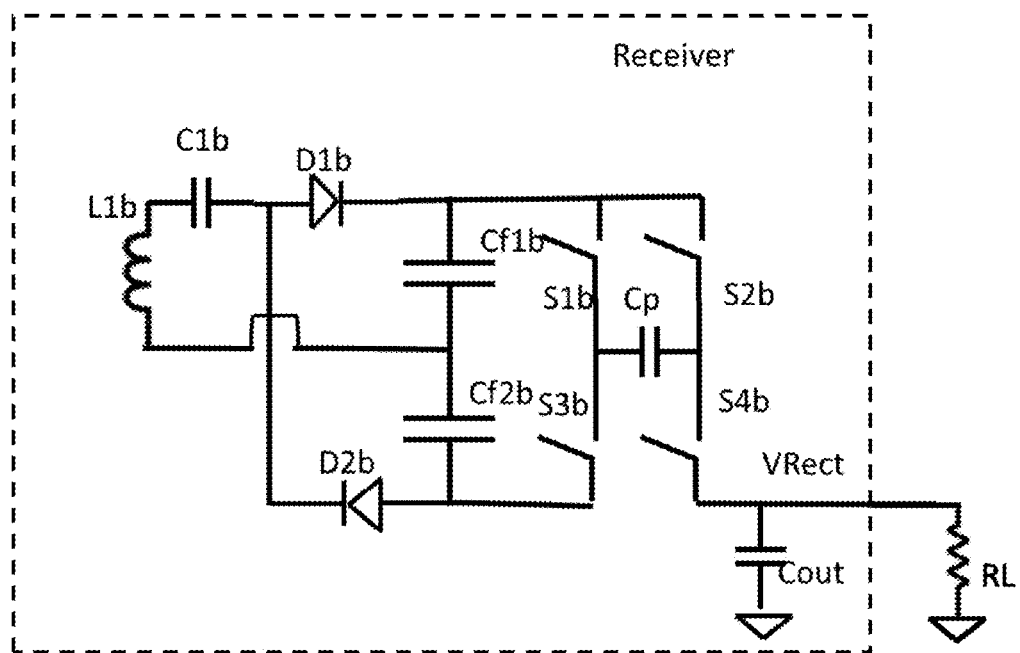 Receiver
C1b
D1b
L1b
Cf1b
S1b
Cp
S2b
Cf2b
S3b
S4b
D2b
VRect
Cout
RL